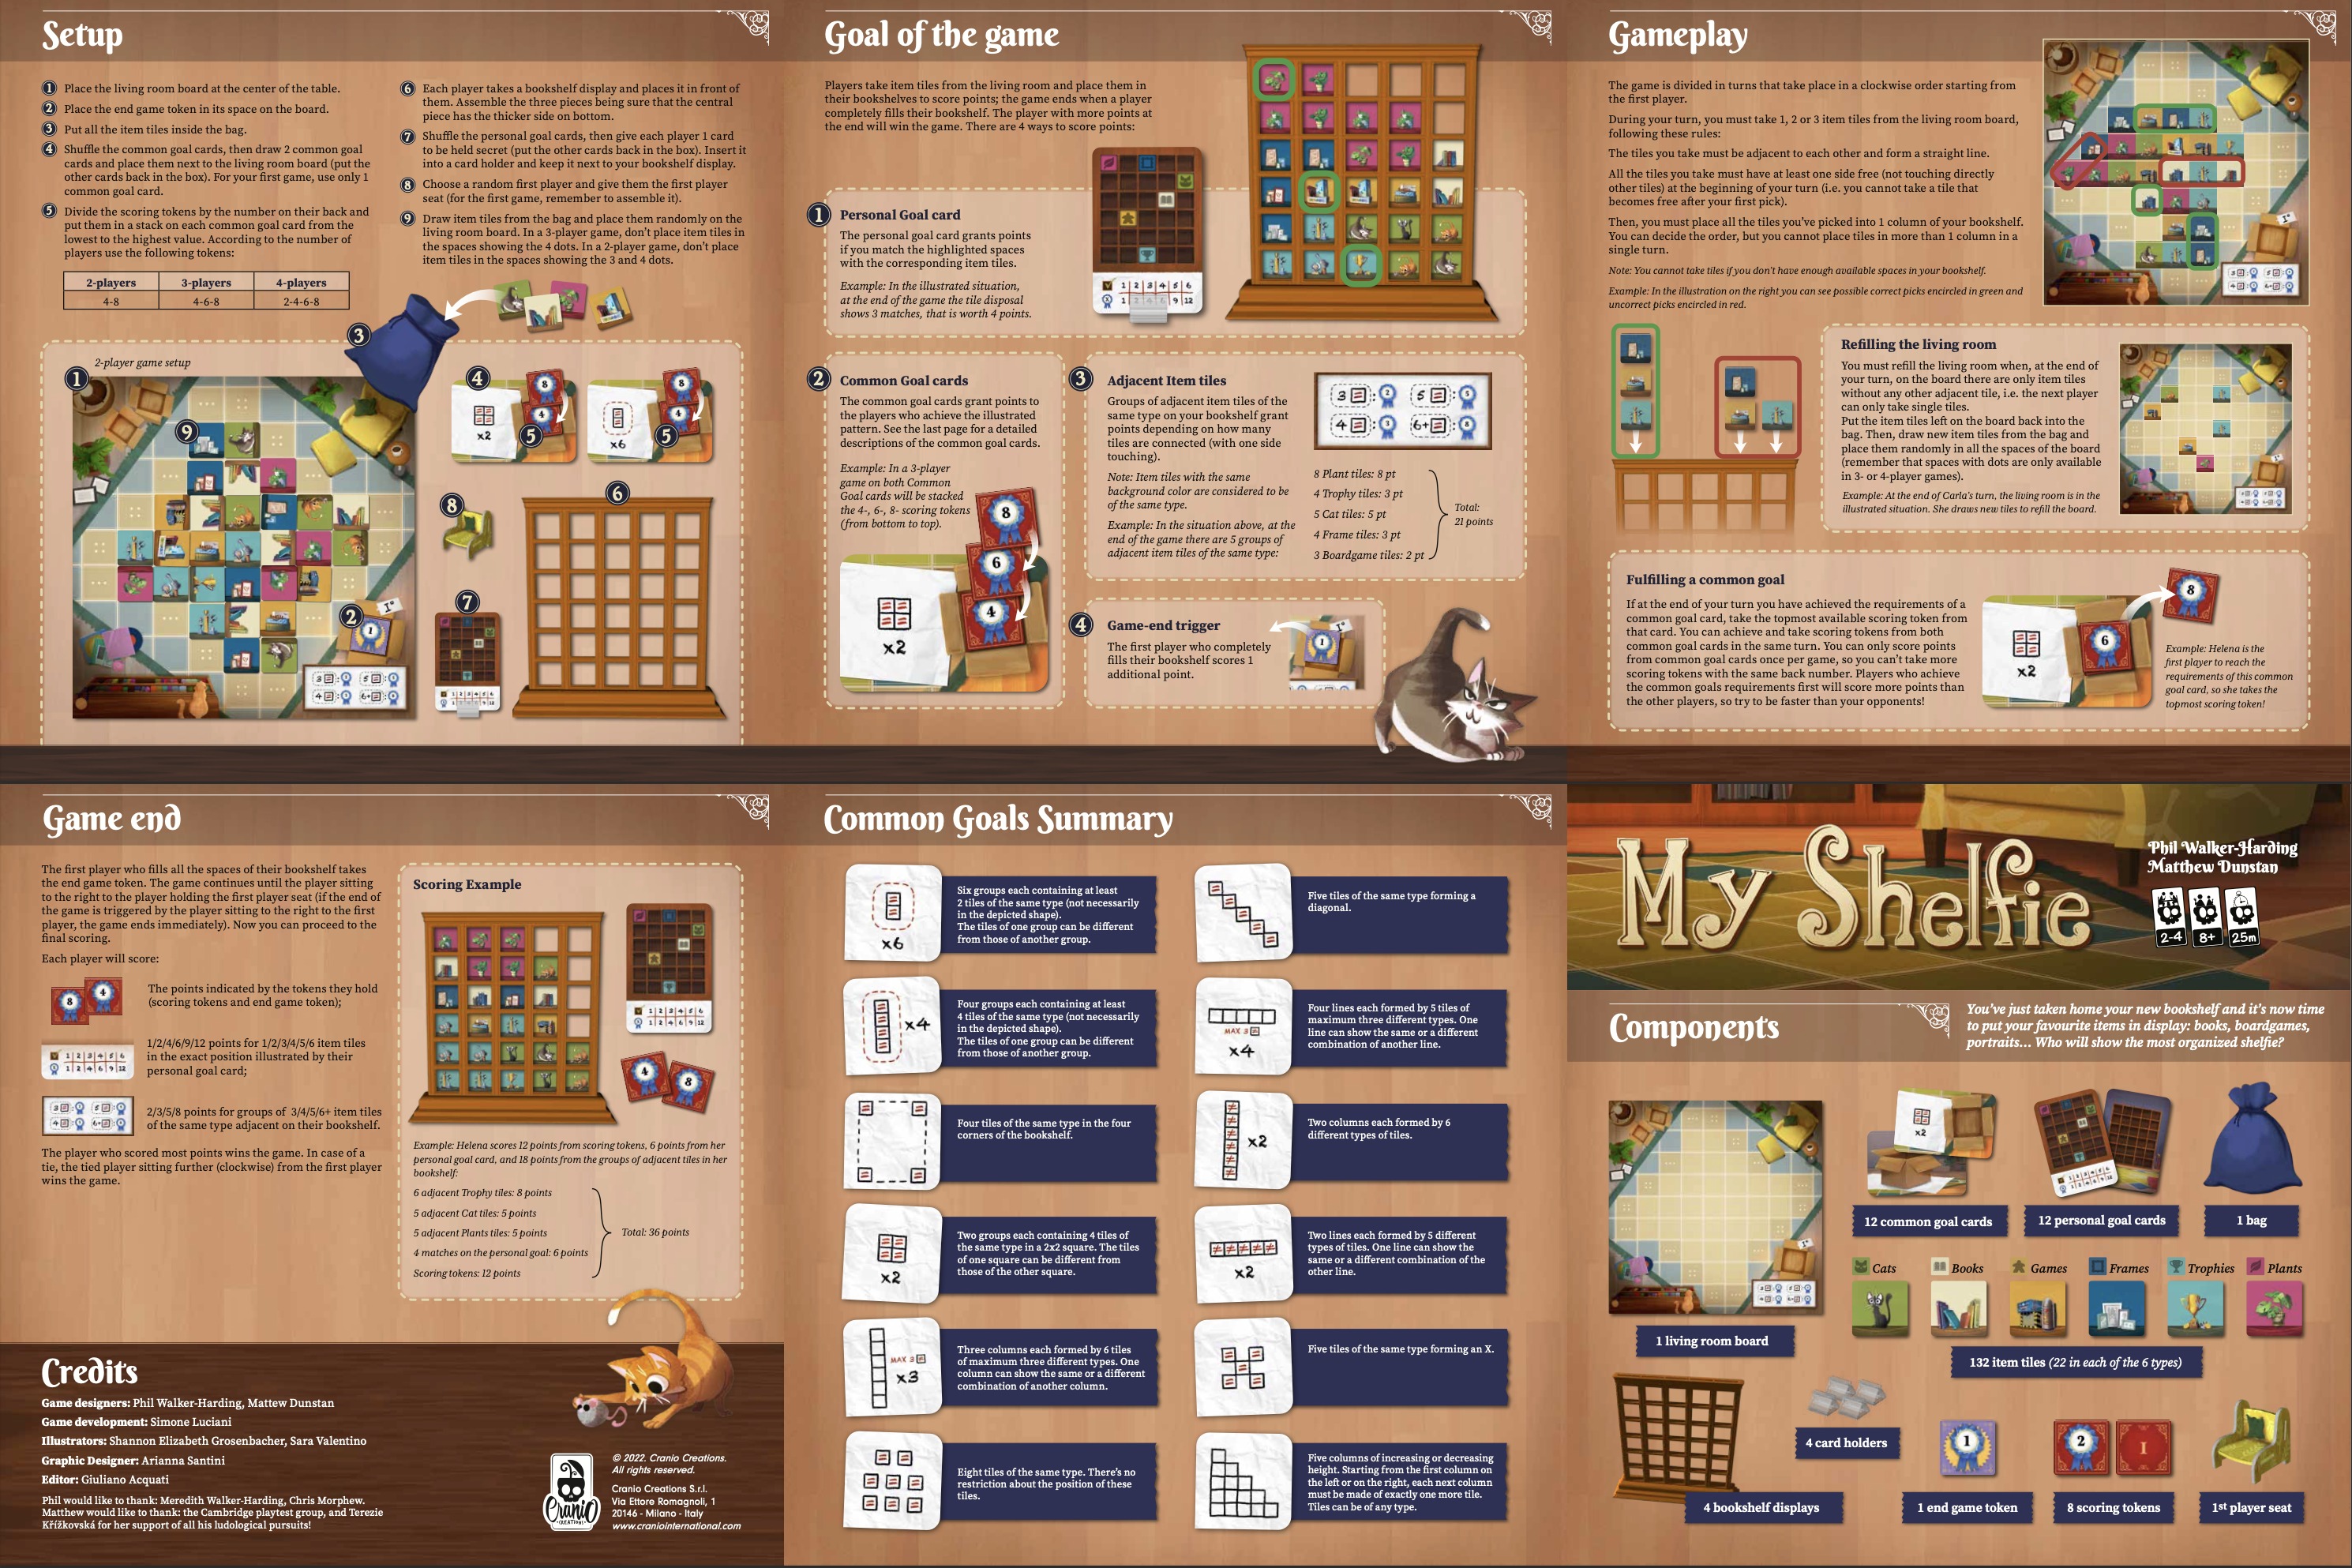 Setup
1 Place the living room board at the center of the table.
2 Place the end game token in its space on the board.
3 Put all the item tiles inside the bag.
4 Shuffle the common goal cards, then draw 2 common goal
cards and place them next to the living room board (put the
other cards back in the box). For your first game, use only 1
common goal card.
5 Divide the scoring tokens by the number on their back and
put them in a stack on each common goal card from the
lowest to the highest value. According to the number of
players use the following tokens:
2-players 3-players 4-players
4-8 4-6-8 2-4-6-8
6 Each player takes a bookshelf display and places it in front of
them. Assemble the three pieces being sure that the central
piece has the thicker side on bottom.
7 Shuffle the personal goal cards, then give each player 1 card
to be held secret (put the other cards back in the box). Insert it
into a card holder and keep it next to your bookshelf display.
8 Choose a random first player and give them the first player
seat (for the first game, remember to assemble it).
9 Draw item tiles from the bag and place them randomly on the
living room board. In a 3-player game, don't place item tiles in
the spaces showing the 4 dots. In a 2-player game, don't place
item tiles in the spaces showing the 3 and 4 dots.
3
2-player game setup
1
9
2
4
8
4
5
x2
8
4
5
x6
8
6
7
Goal of the game
Players take item tiles from the living room and place them in
their bookshelves to score points; the game ends when a player
completely fills their bookshelf. The player with more points at
the end will win the game. There are 4 ways to score points:
1 Personal Goal card
The personal goal card grants points
if you match the highlighted spaces
with the corresponding item tiles.
Example: In the illustrated situation,
at the end of the game the tile disposal
shows 3 matches, that is worth 4 points.
1 2 3 4 5 6
1 2 4 6 9 12
2 Common Goal cards
The common goal cards grant points to
the players who achieve the illustrated
pattern. See the last page for a detailed
descriptions of the common goal cards.
Example: In a 3-player
game on both Common
Goal cards will be stacked
the 4-, 6-, 8- scoring tokens
(from bottom to top).
8
6
4
x2
3 Adjacent Item tiles
Groups of adjacent item tiles of the
same type on your bookshelf grant
points depending on how many
tiles are connected (with one side
touching).
Note: Item tiles with the same
background color are considered to be
of the same type.
Example: In the situation above, at the
end of the game there are 5 groups of
adjacent item tiles of the same type:
3 : 2 5 : 5
4 : 3 6+ : 8
8 Plant tiles: 8 pt
4 Trophy tiles: 3 pt
5 Cat tiles: 5 pt
4 Frame tiles: 3 pt
3 Boardgame tiles: 2 pt
Total:
21 points
4 Game-end trigger
The first player who completely
fills their bookshelf scores 1
additional point.
1
Gameplay
The game is divided in turns that take place in a clockwise order starting from
the first player.
During your turn, you must take 1, 2 or 3 item tiles from the living room board,
following these rules:
The tiles you take must be adjacent to each other and form a straight line.
All the tiles you take must have at least one side free (not touching directly
other tiles) at the beginning of your turn (i.e. you cannot take a tile that
becomes free after your first pick).
Then, you must place all the tiles you've picked into 1 column of your bookshelf.
You can decide the order, but you cannot place tiles in more than 1 column in a
single turn.
Note: You cannot take tiles if you don't have enough available spaces in your bookshelf.
Example: In the illustration on the right you can see possible correct picks encircled in green and
uncorrect picks encircled in red.
Refilling the living room
You must refill the living room when, at the end of
your turn, on the board there are only item tiles
without any other adjacent tile, i.e. the next player
can only take single tiles.
Put the item tiles left on the board back into the
bag. Then, draw new item tiles from the bag and
place them randomly in all the spaces of the board
(remember that spaces with dots are only available
in 3- or 4-player games).
Example: At the end of Carla's turn, the living room is in the
illustrated situation. She draws new tiles to refill the board.
Fulfilling a common goal
If at the end of your turn you have achieved the requirements of a
common goal card, take the topmost available scoring token from
that card. You can achieve and take scoring tokens from both
common goal cards in the same turn. You can only score points
from common goal cards once per game, so you can't take more
scoring tokens with the same back number. Players who achieve
the common goals requirements first will score more points than
the other players, so try to be faster than your opponents!
x2
6
8
Example: Helena is the
first player to reach the
requirements of this common
goal card, so she takes the
topmost scoring token!
Game end
The first player who fills all the spaces of their bookshelf takes
the end game token. The game continues until the player sitting
to the right to the player holding the first player seat (if the end of
the game is triggered by the player sitting to the right to the first
player, the game ends immediately). Now you can proceed to the
final scoring.
Each player will score:
8 4
The points indicated by the tokens they hold
(scoring tokens and end game token);
1 2 3 4 5 6
1 2 4 6 9 12
1/2/4/6/9/12 points for 1/2/3/4/5/6 item tiles
in the exact position illustrated by their
personal goal card;
2/3/5/8 points for groups of 3/4/5/6+ item tiles
of the same type adjacent on their bookshelf.
The player who scored most points wins the game. In case of a
tie, the tied player sitting further (clockwise) from the first player
wins the game.
Scoring Example
1 2 3 4 5 6
1 2 4 6 9 12
4 8
Example: Helena scores 12 points from scoring tokens, 6 points from her
personal goal card, and 18 points from the groups of adjacent tiles in her
bookshelf:
6 adjacent Trophy tiles: 8 points
5 adjacent Cat tiles: 5 points
5 adjacent Plants tiles: 5 points
4 matches on the personal goal: 6 points
Scoring tokens: 12 points
Total: 36 points
Credits
Game designers: Phil Walker-Harding, Mattew Dunstan
Game development: Simone Luciani
Illustrators: Shannon Elizabeth Grosenbacher, Sara Valentino
Graphic Designer: Arianna Santini
Editor: Giuliano Acquati
Phil would like to thank: Meredith Walker-Harding, Chris Morphew.
Matthew would like to thank: the Cambridge playtest group, and Terezie
Křížkovská for her support of all his ludological pursuits!
Cranio
CREATIONS
© 2022. Cranio Creations.
All rights reserved.
Cranio Creations S.r.l.
Via Ettore Romagnoli, 1
20146 - Milano - Italy
www.craniointernational.com
Common Goals Summary
x6
Six groups each containing at least
2 tiles of the same type (not necessarily
in the depicted shape).
The tiles of one group can be different
from those of another group.
x4
Four groups each containing at least
4 tiles of the same type (not necessarily
in the depicted shape).
The tiles of one group can be different
from those of another group.
Four tiles of the same type in the four
corners of the bookshelf.
x2
Two groups each containing 4 tiles of
the same type in a 2x2 square. The tiles
of one square can be different from
those of the other square.
MAX 3
x3
Three columns each formed by 6 tiles
of maximum three different types. One
column can show the same or a different
combination of another column.
Eight tiles of the same type. There's no
restriction about the position of these
tiles.
Five tiles of the same type forming a
diagonal.
MAX 3
x4
Four lines each formed by 5 tiles of
maximum three different types. One
line can show the same or a different
combination of another line.
x2
Two columns each formed by 6
different types of tiles.
x2
Two lines each formed by 5 different
types of tiles. One line can show the
same or a different combination of the
other line.
Five tiles of the same type forming an X.
Five columns of increasing or decreasing
height. Starting from the first column on
the left or on the right, each next column
must be made of exactly one more tile.
Tiles can be of any type.
My Shelfie
Phil Walker-Harding
Matthew Dunstan
2-4 8+ 25m
Components
You've just taken home your new bookshelf and it's now time
to put your favourite items in display: books, boardgames,
portraits... Who will show the most organized shelfie?
x2
12 common goal cards
12 personal goal cards
1 bag
Cats Books Games Frames Trophies Plants
1 living room board
132 item tiles (22 in each of the 6 types)
4 card holders
1
2
I
4 bookshelf displays
1 end game token
8 scoring tokens
1st player seat